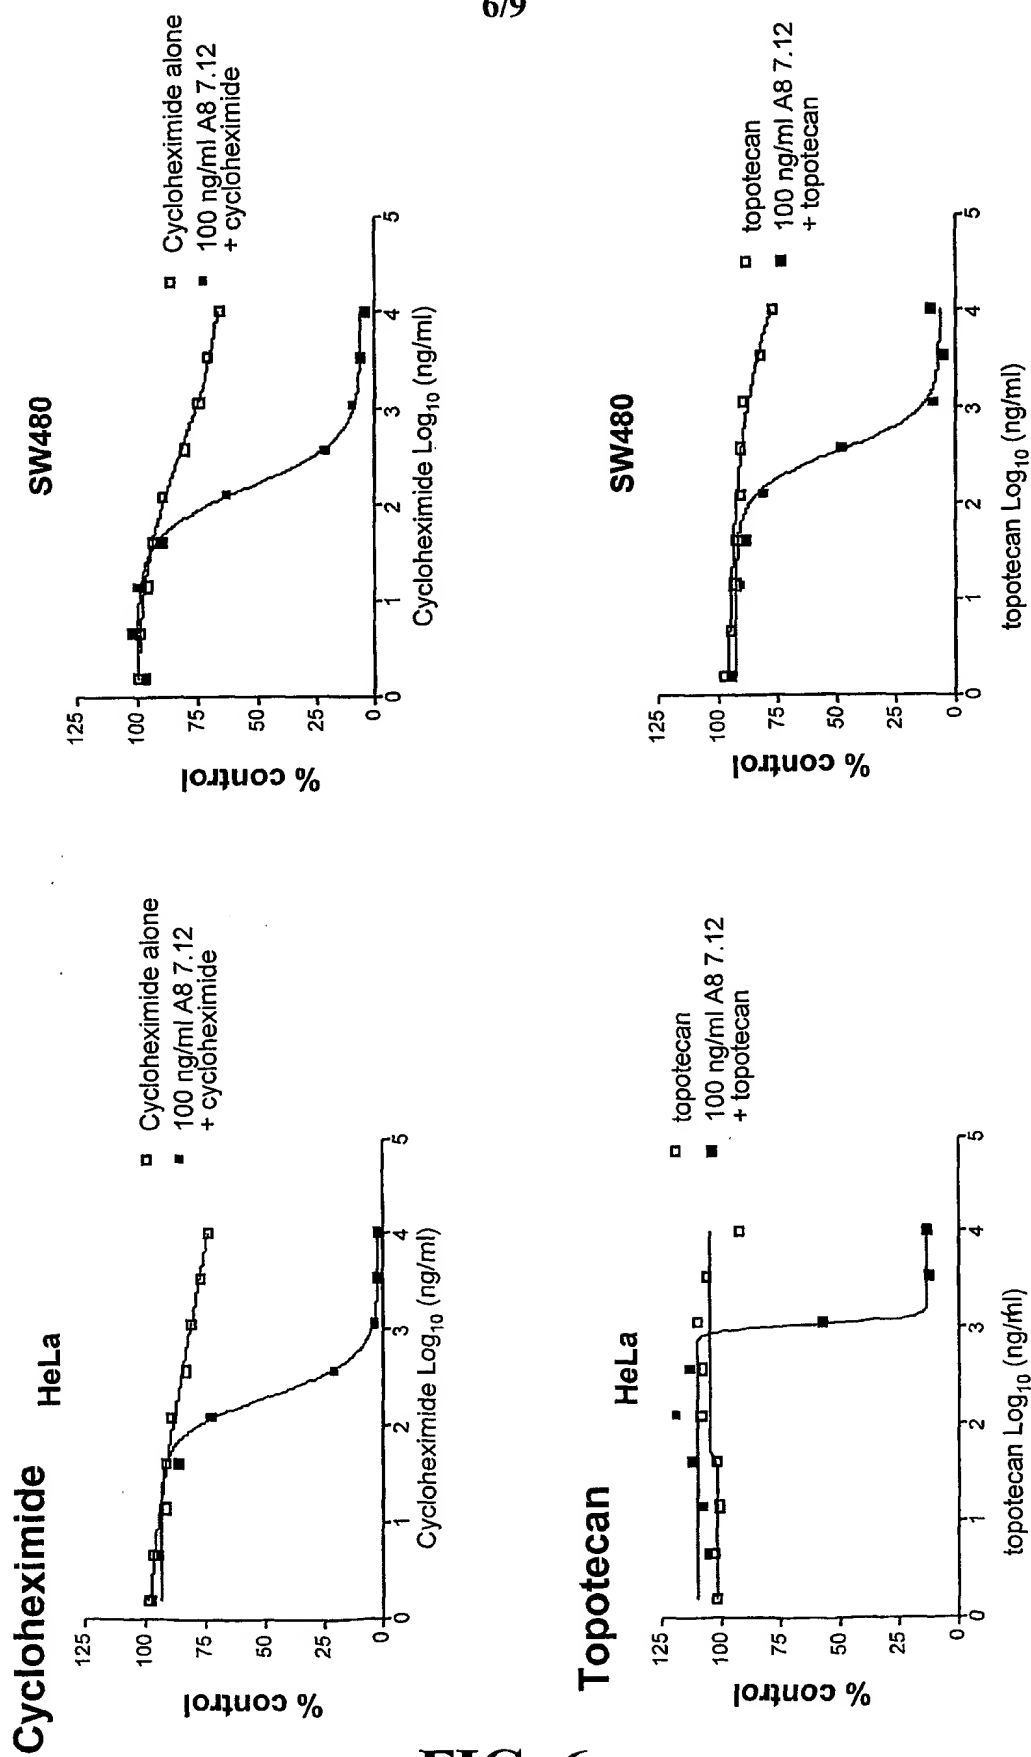 6/9
Cycloheximide
HeLa
% control
125
100
75
50
25
0
0
1
2
3
4
5
Cycloheximide Log10 (ng/ml)
Cycloheximide alone
100 ng/ml A8 7.12
+ cycloheximide
SW480
% control
125
100
75
50
25
0
0
1
2
3
4
5
Cycloheximide Log10 (ng/ml)
Cycloheximide alone
100 ng/ml A8 7.12
+ cycloheximide
Topotecan
HeLa
% control
125
100
75
50
25
0
0
1
2
3
4
5
topotecan Log10 (ng/ml)
topotecan
100 ng/ml A8 7.12
+ topotecan
SW480
% control
125
100
75
50
25
0
0
1
2
3
4
5
topotecan Log10 (ng/ml)
topotecan
100 ng/ml A8 7.12
+ topotecan
FIG. 6